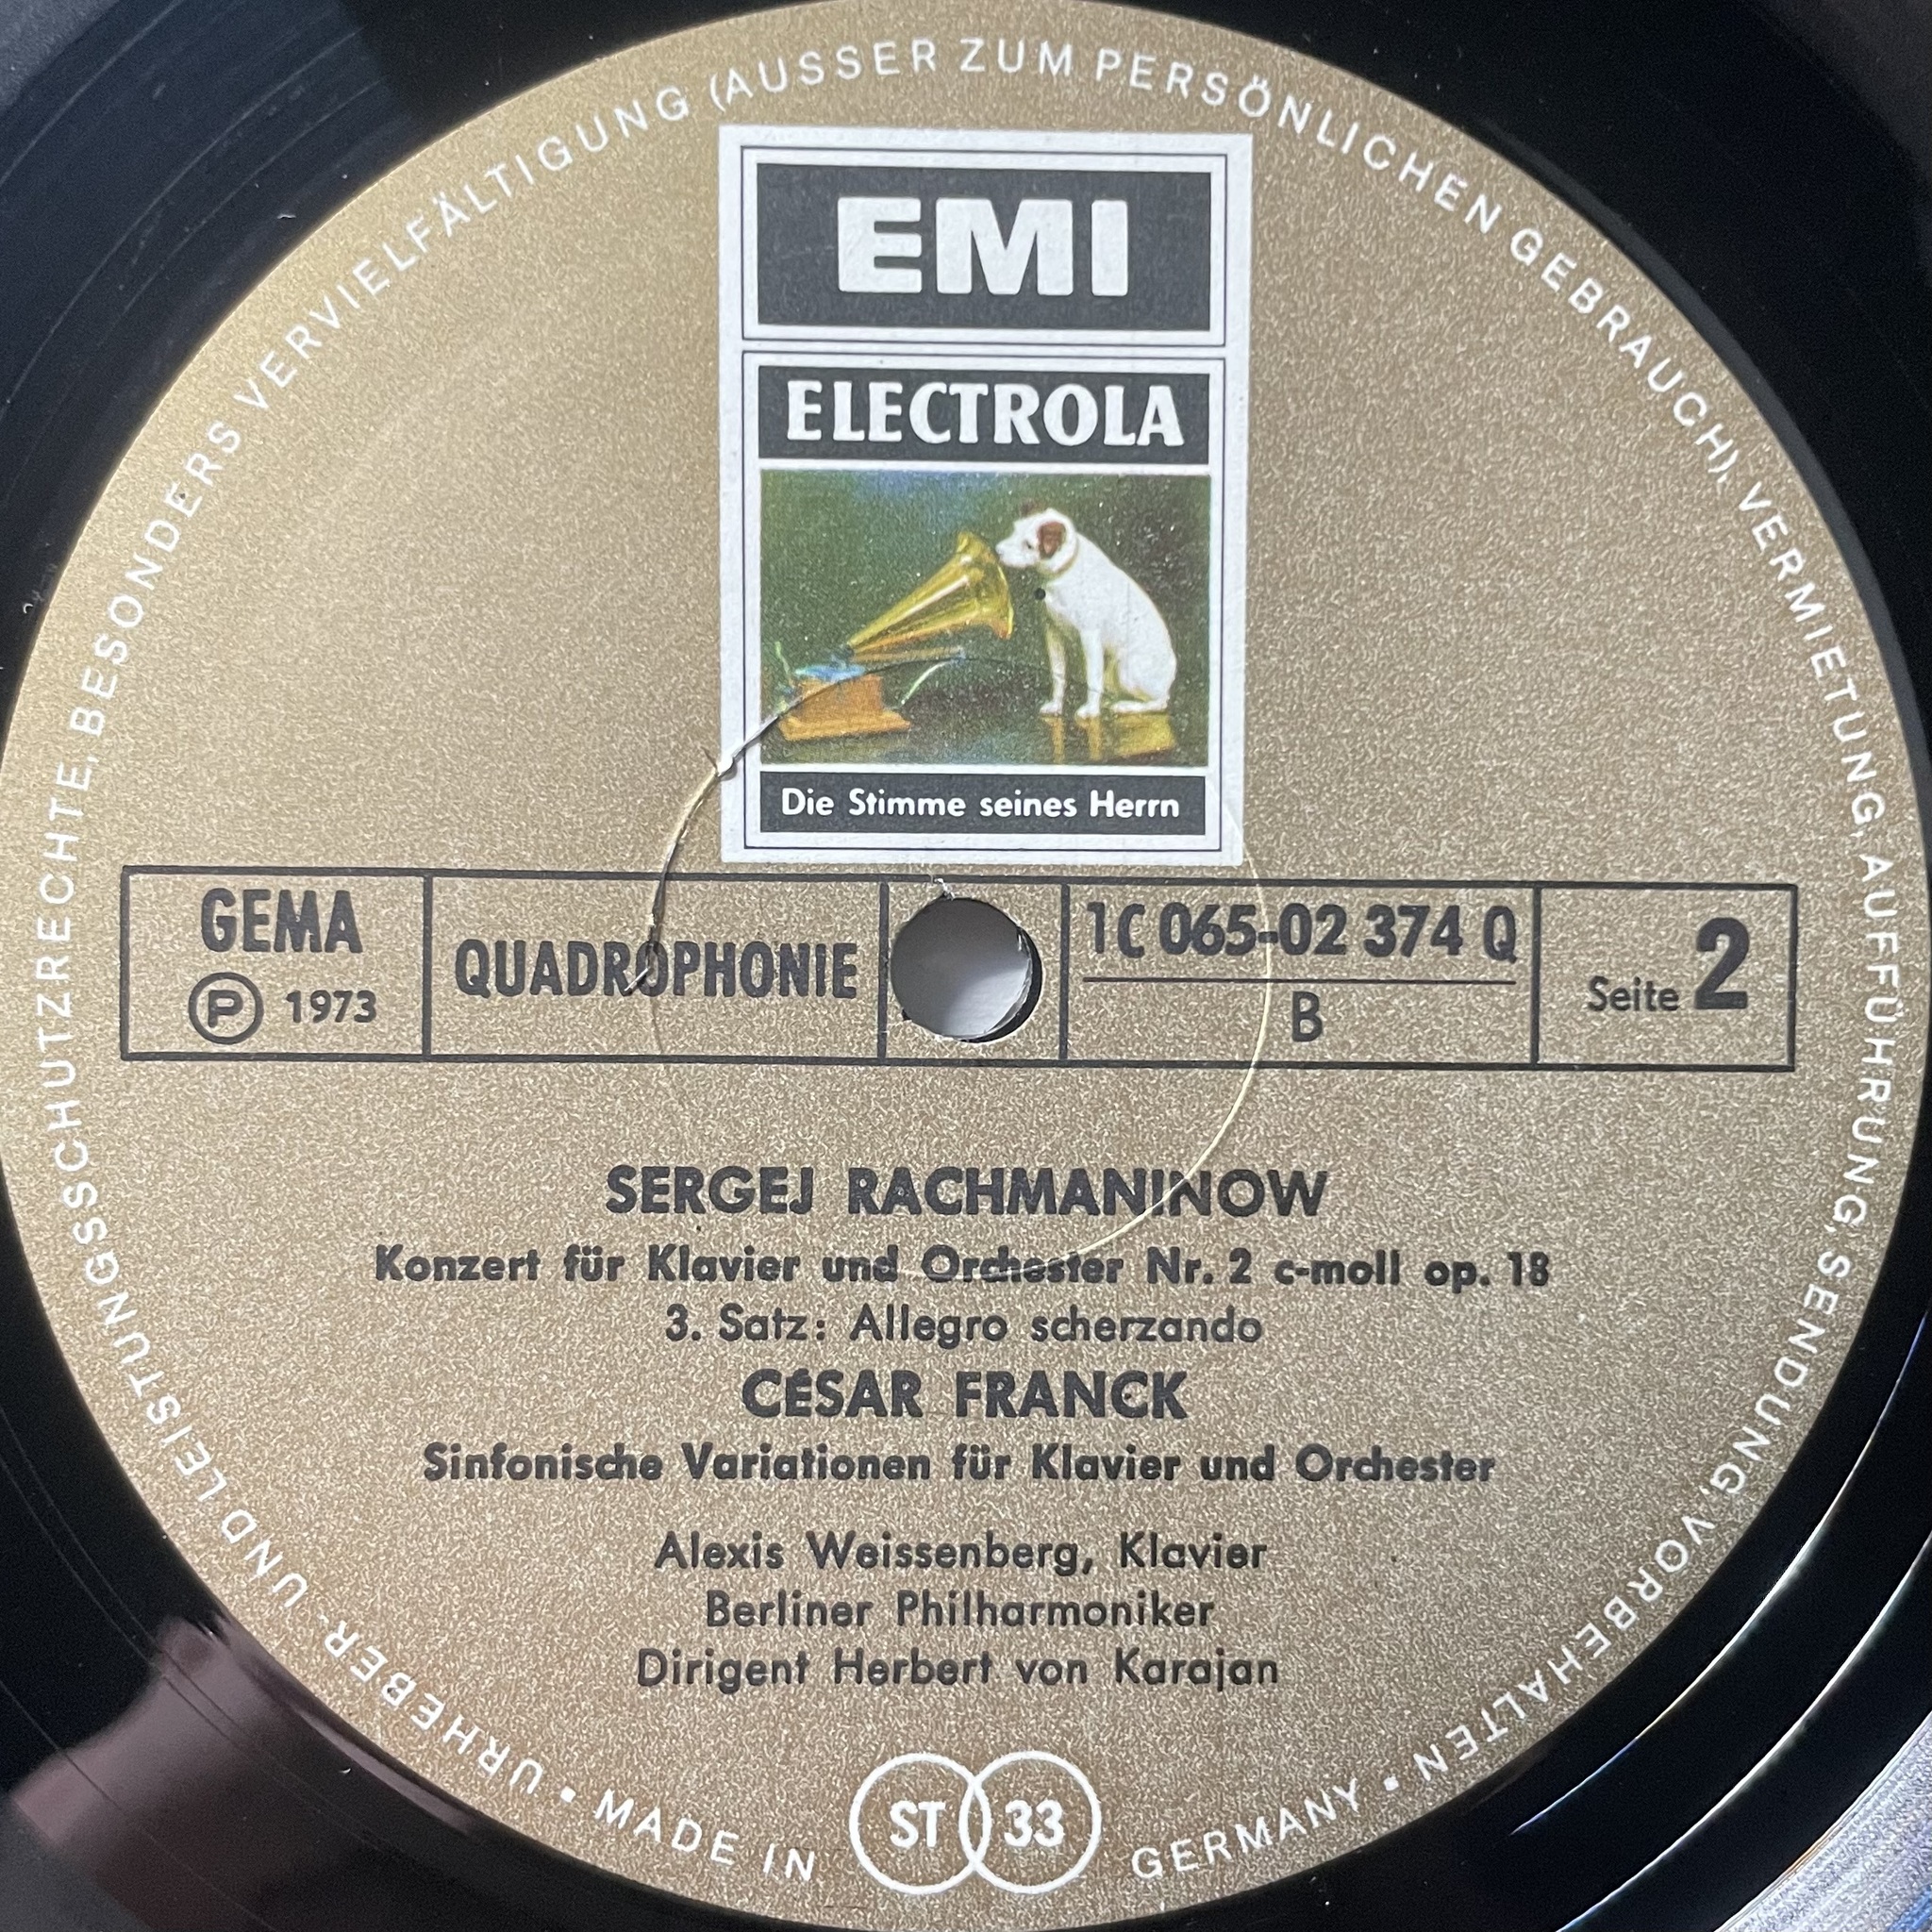 URHEBER- UND LEISTUNGSSCHUTZRECHTE, BESONDERS VERVIELFÄLTIGUNG (AUSSER ZUM PERSÖNLICHEN GEBRAUCH), VERMIETUNG, AUFFÜHRUNG, SENDUNG, VORBEHALTEN
EMI
ELECTROLA
Die Stimme seines Herrn
GEMA
Ⓟ 1973
QUADROPHONIE
1C 065-02 374 Q
B
Seite 2
SERGEJ RACHMANINOW
Konzert für Klavier und Orchester Nr. 2 c-moll op. 18
3. Satz: Allegro scherzando
CÉSAR FRANCK
Sinfonische Variationen für Klavier und Orchester
Alexis Weissenberg, Klavier
Berliner Philharmoniker
Dirigent Herbert von Karajan
ST 33
• MADE IN GERMANY •